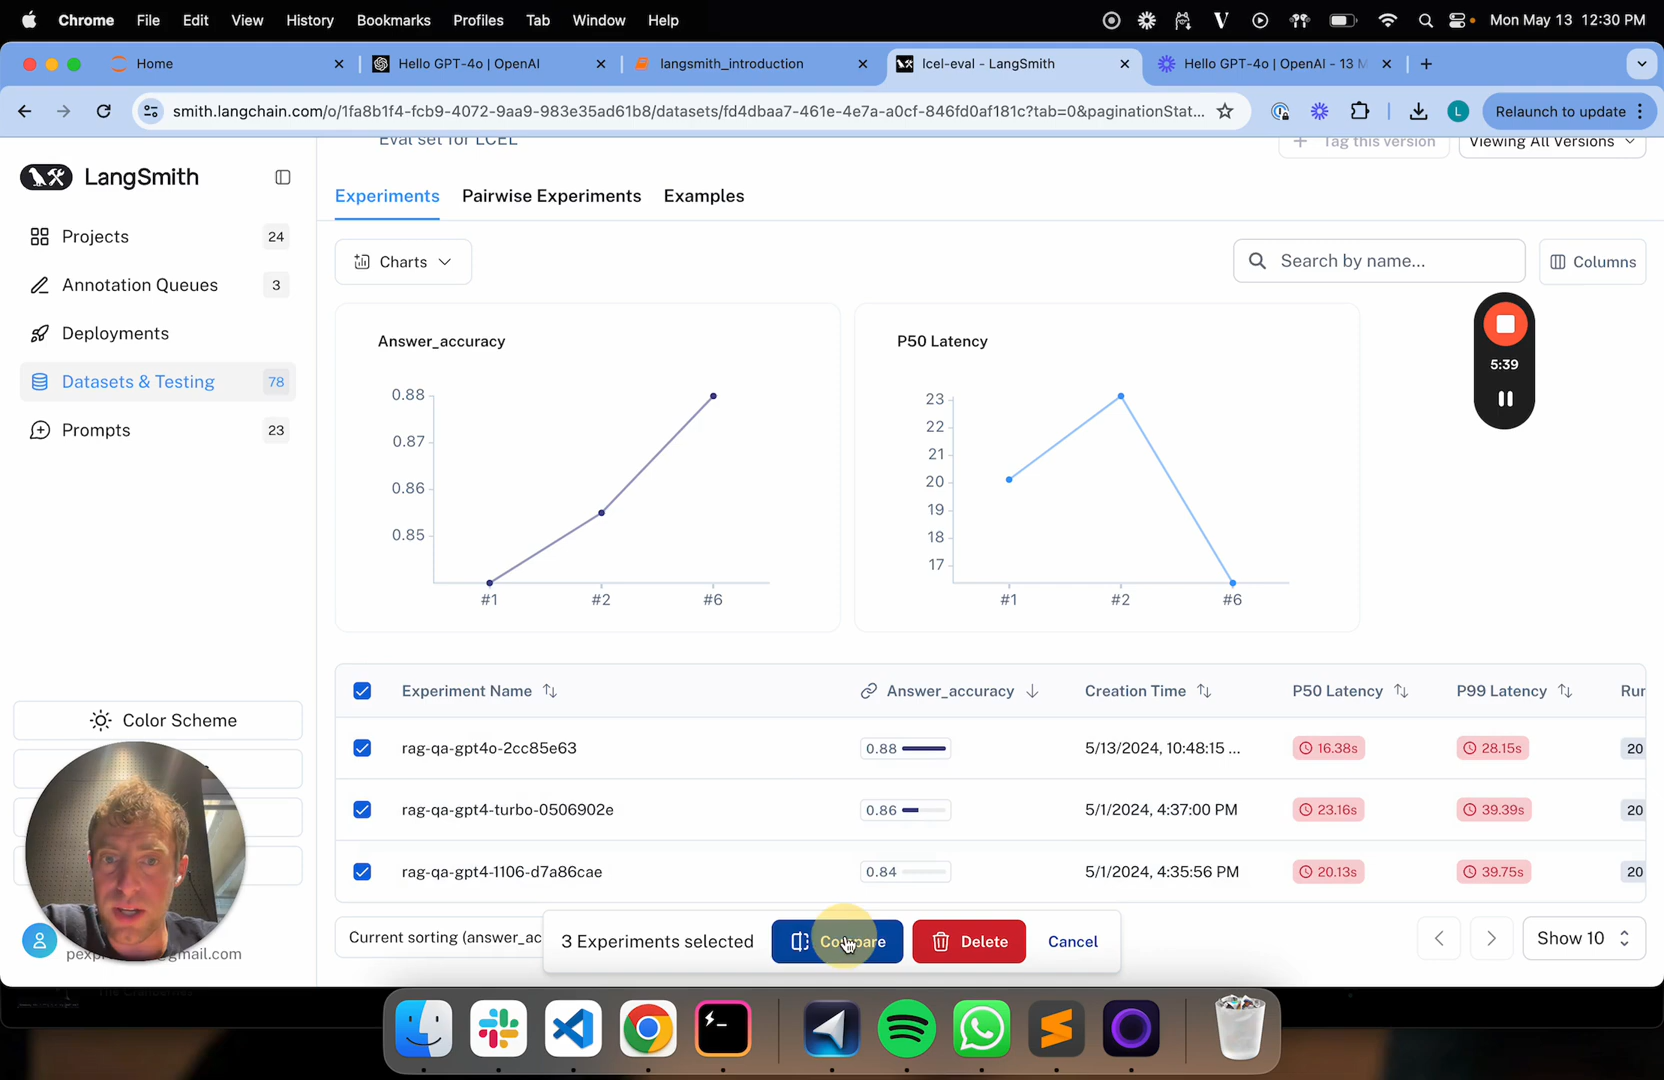 Chrome File Edit View History Bookmarks Profiles Tab Window Help Mon May 13 12:30 PM
Home Hello GPT-4o | OpenAI langsmith_introduction lcel-eval - LangSmith Hello GPT-4o | OpenAI - 13 M
smith.langchain.com/o/1fa8b1f4-fcb9-4072-9aa9-983e35ad61b8/datasets/fd4dbaa7-461e-4e7a-a0cf-846fd0af181c?tab=0&paginationStat... L Relaunch to update
Eval set for LCEL Tag this version Viewing All Versions
LangSmith
Experiments Pairwise Experiments Examples
Projects 24
Annotation Queues 3
Deployments
Datasets & Testing 78
Prompts 23
Charts Search by name... Columns
5:39
Answer_accuracy
0.88
0.87
0.86
0.85
#1 #2 #6
P50 Latency
23
22
21
20
19
18
17
#1 #2 #6
Experiment Name Answer_accuracy Creation Time P50 Latency P99 Latency Rur
rag-qa-gpt4o-2cc85e63 0.88 5/13/2024, 10:48:15 ... 16.38s 28.15s 20
rag-qa-gpt4-turbo-0506902e 0.86 5/1/2024, 4:37:00 PM 23.16s 39.39s 20
rag-qa-gpt4-1106-d7a86cae 0.84 5/1/2024, 4:35:56 PM 20.13s 39.75s 20
Color Scheme
Current sorting (answer_ac 3 Experiments selected Compare Delete Cancel Show 10